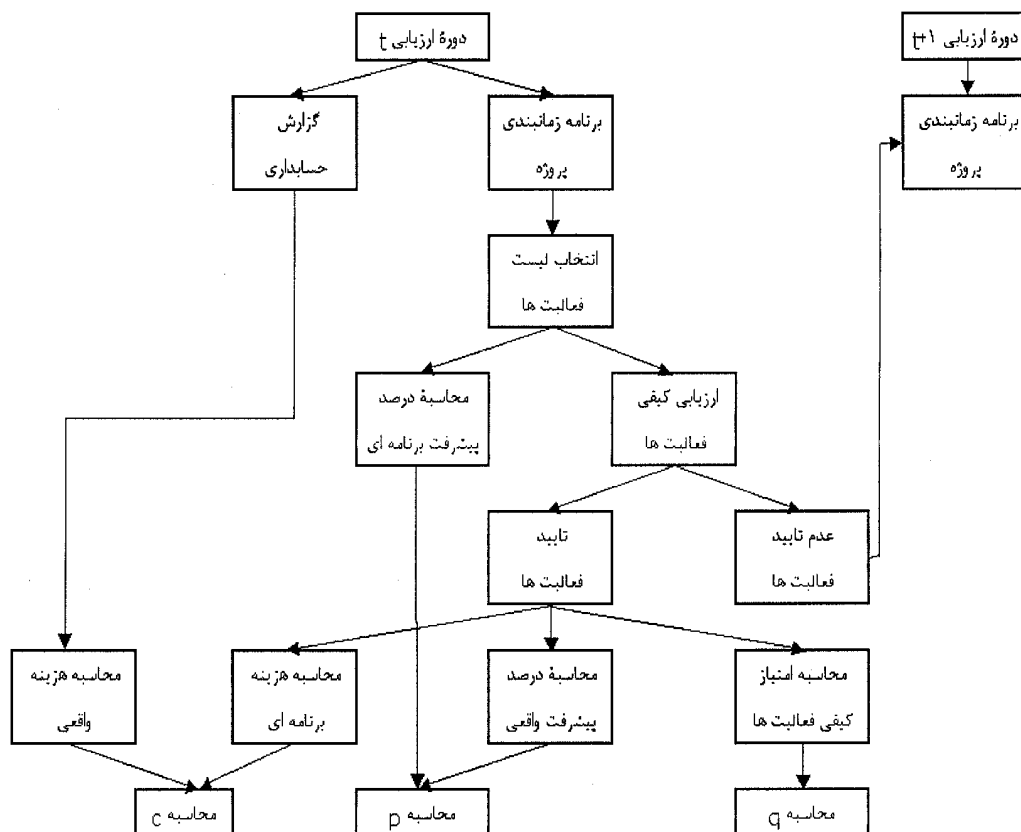 دورهٔ ارزیابی t
دورهٔ ارزیابی t+۱
گزارش
حسابداری
برنامه زمانبندی
پروژه
برنامه زمانبندی
پروژه
انتخاب لیست
فعالیت ها
محاسبهٔ درصد
پیشرفت برنامه ای
ارزیابی کیفی
فعالیت ها
تایید
فعالیت ها
عدم تایید
فعالیت ها
محاسبه هزینه
واقعی
محاسبه هزینه
برنامه ای
محاسبهٔ درصد
پیشرفت واقعی
محاسبه امتیاز
کیفی فعالیت ها
محاسبه c
محاسبه p
محاسبه q